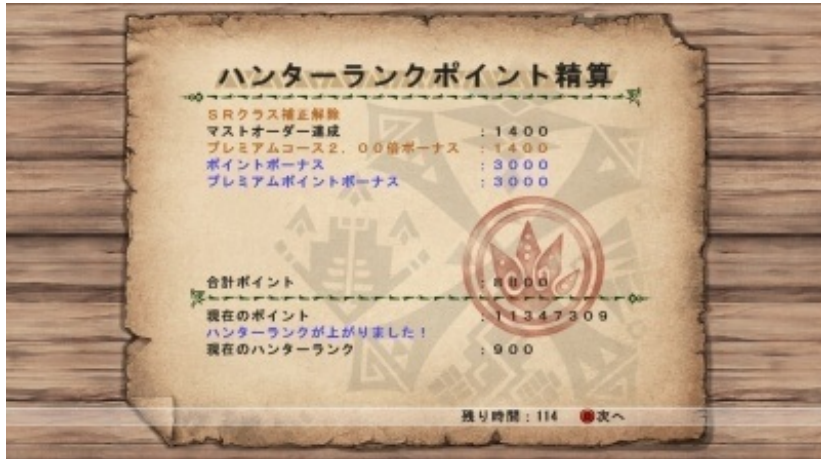 ハンターランクポイント精算
SRクラス補正解除
マストオーダー達成 :1400
プレミアムコース2.00倍ボーナス :1400
ポイントボーナス :3000
プレミアムポイントボーナス :3000
合計ポイント :8800
現在のポイント :11347309
ハンターランクが上がりました!
現在のハンターランク :900
残り時間:114 次へ